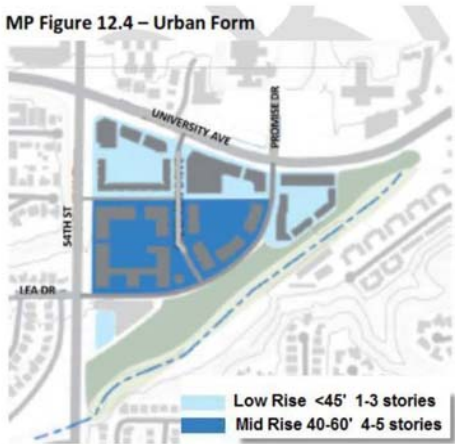 MP Figure 12.4 – Urban Form
UNIVERSITY AVE
PROMISE DR
54TH ST
LEA DR
Low Rise <45' 1-3 stories
Mid Rise 40-60' 4-5 stories